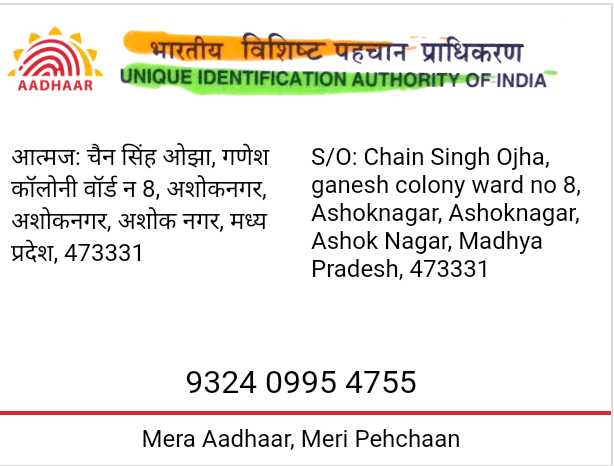 AADHAAR
भारतीय विशिष्ट पहचान प्राधिकरण
UNIQUE IDENTIFICATION AUTHORITY OF INDIA
आत्मज: चैन सिंह ओझा, गणेश
कॉलोनी वॉर्ड न 8, अशोकनगर,
अशोकनगर, अशोक नगर, मध्य
प्रदेश, 473331
S/O: Chain Singh Ojha,
ganesh colony ward no 8,
Ashoknagar, Ashoknagar,
Ashok Nagar, Madhya
Pradesh, 473331
9324 0995 4755
Mera Aadhaar, Meri Pehchaan